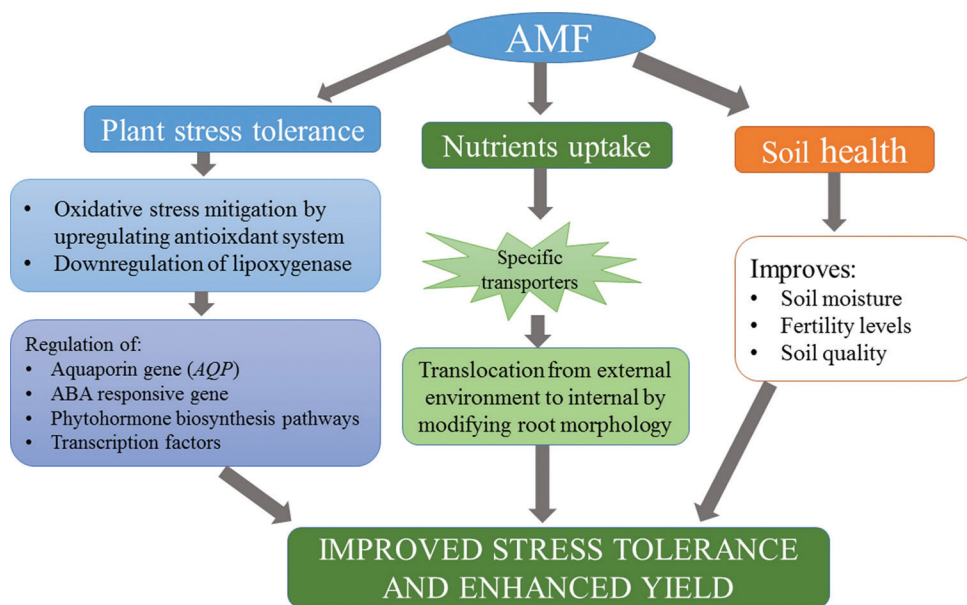 AMF
Plant stress tolerance
• Oxidative stress mitigation by
upregulating antioixdant system
• Downregulation of lipoxygenase
Regulation of:
• Aquaporin gene (AQP)
• ABA responsive gene
• Phytohormone biosynthesis pathways
• Transcription factors
Nutrients uptake
Specific
transporters
Translocation from external
environment to internal by
modifying root morphology
Soil health
Improves:
• Soil moisture
• Fertility levels
• Soil quality
IMPROVED STRESS TOLERANCE
AND ENHANCED YIELD